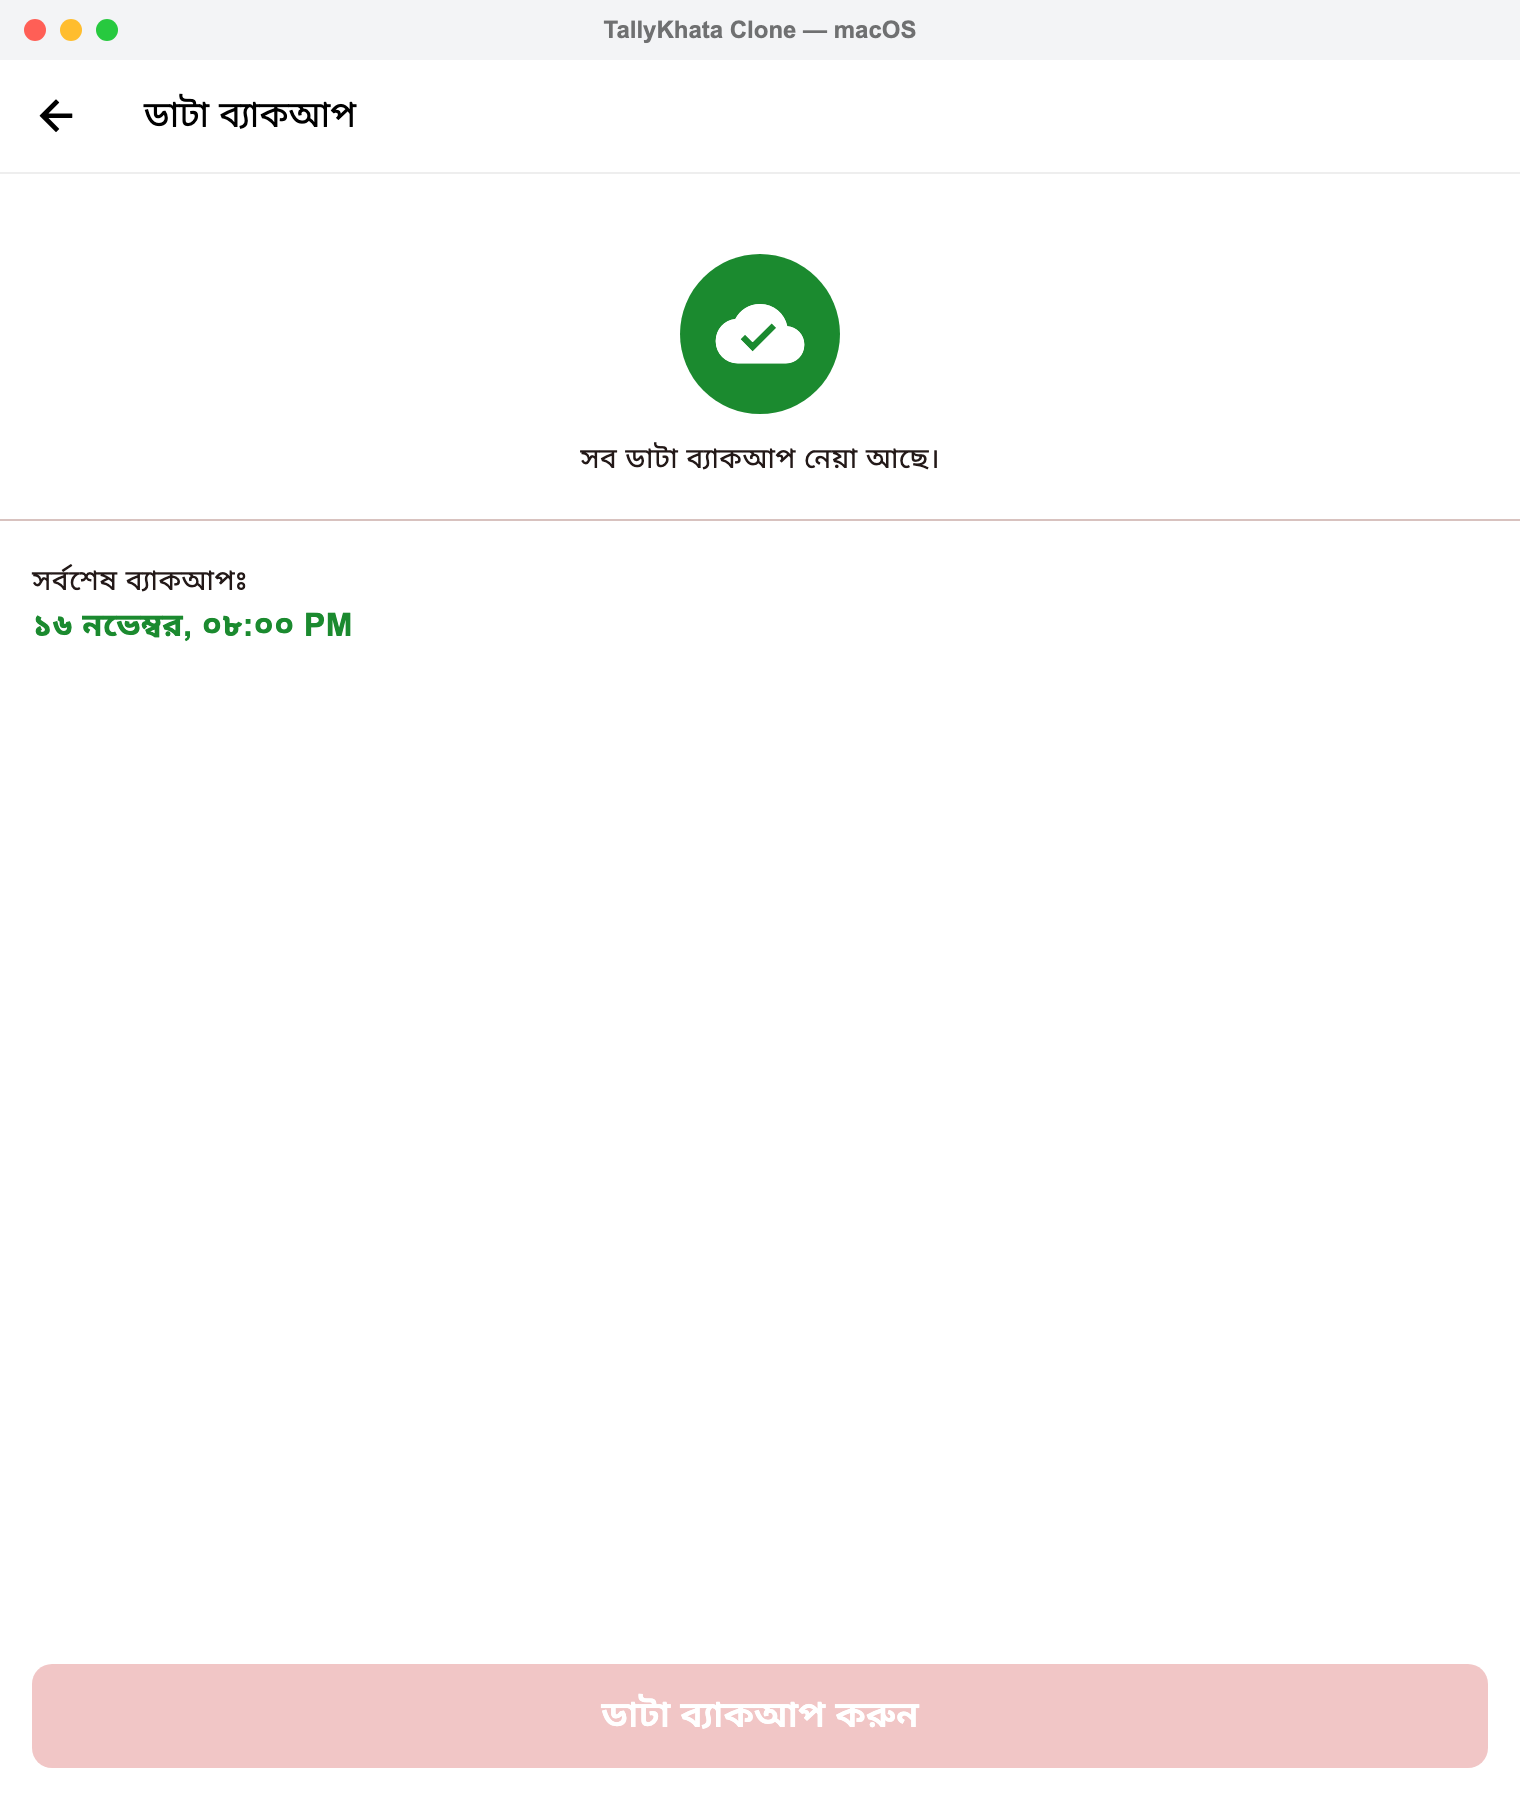 TallyKhata Clone — macOS
ডাটা ব্যাকআপ
সব ডাটা ব্যাকআপ নেয়া আছে।
সর্বশেষ ব্যাকআপঃ
১৬ নভেম্বর, ০৮:০০ PM
ডাটা ব্যাকআপ করুন